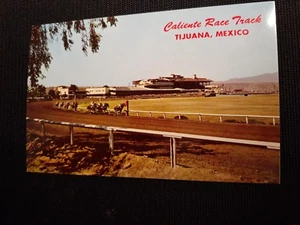 Caliente Race Track
TIJUANA, MEXICO